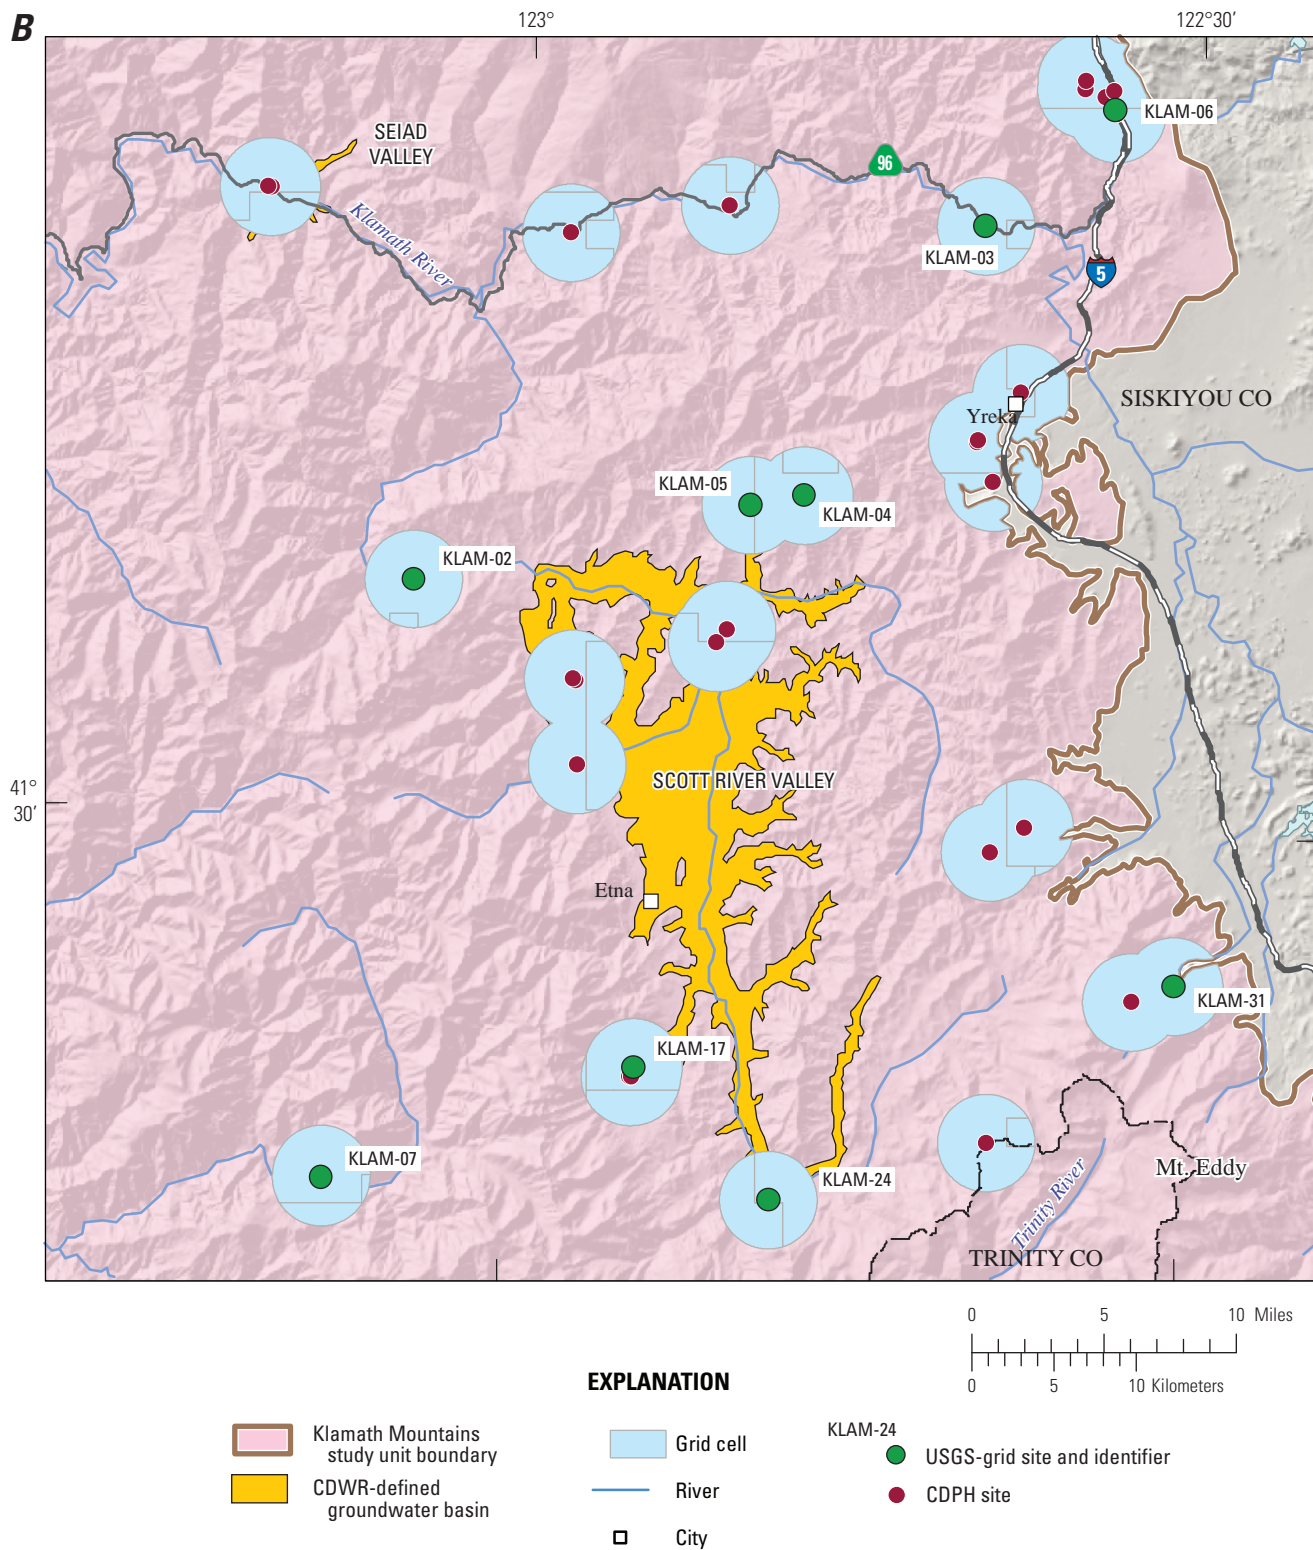 B
123°
122°30′
SEIAD
VALLEY
KLAM-06
96
Klamath River
KLAM-03
5
SISKIYOU CO
Yreka
KLAM-05
KLAM-04
KLAM-02
41°
30′
SCOTT RIVER VALLEY
Etna
KLAM-31
KLAM-17
KLAM-07
KLAM-24
Mt. Eddy
Trinity River
TRINITY CO
0 5 10 Miles
0 5 10 Kilometers
EXPLANATION
Klamath Mountains
study unit boundary
CDWR-defined
groundwater basin
Grid cell
River
City
KLAM-24
USGS-grid site and identifier
CDPH site